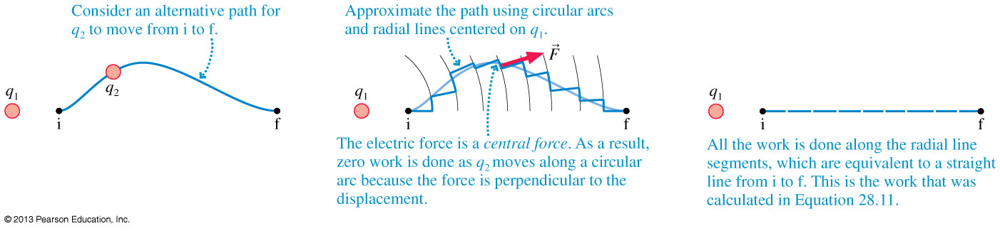 Consider an alternative path for
q₂ to move from i to f.
q₁
q₂
i
f
Approximate the path using circular arcs
and radial lines centered on q₁.
F⃗
q₁
i
f
The electric force is a central force. As a result,
zero work is done as q₂ moves along a circular
arc because the force is perpendicular to the
displacement.
q₁
i
f
All the work is done along the radial line
segments, which are equivalent to a straight
line from i to f. This is the work that was
calculated in Equation 28.11.
© 2013 Pearson Education, Inc.